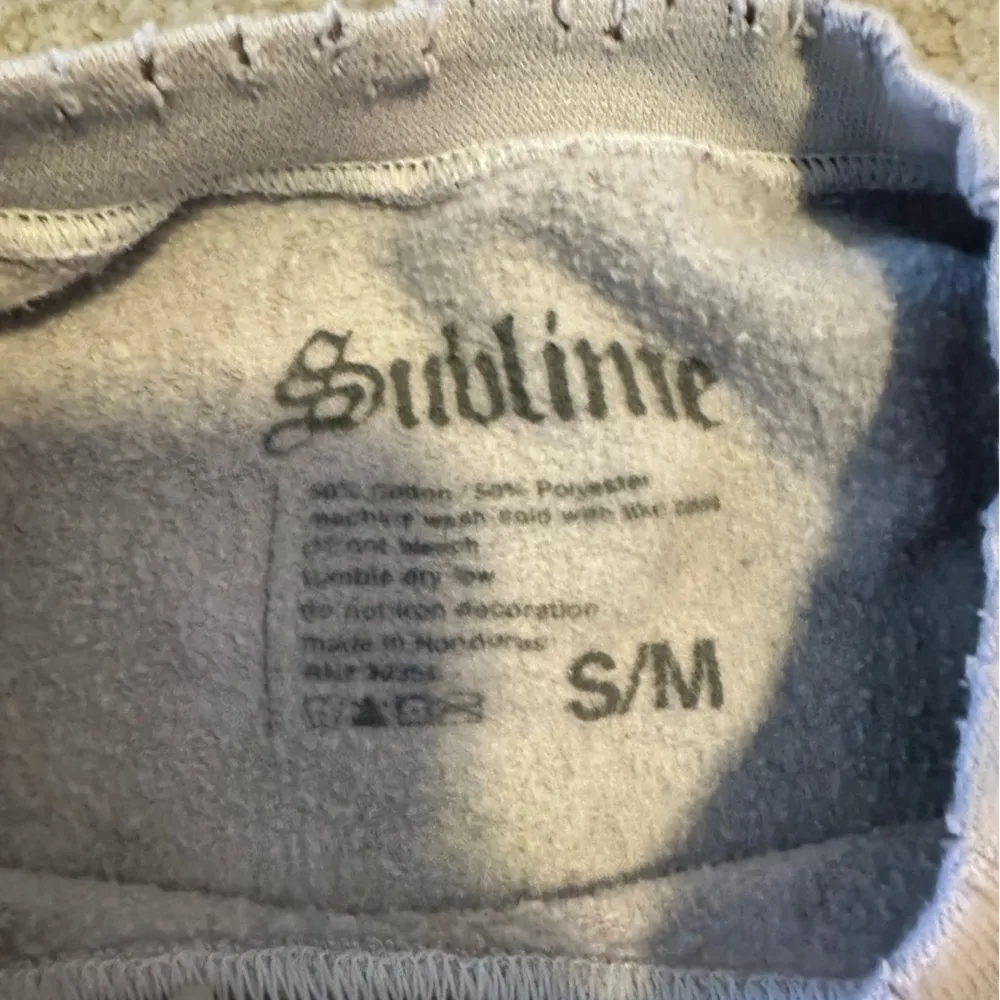 Sublime
50% Cotton / 50% Polyester
machine wash cold with like
do not bleach
tumble dry low
do not iron decoration
made in Honduras
S/M